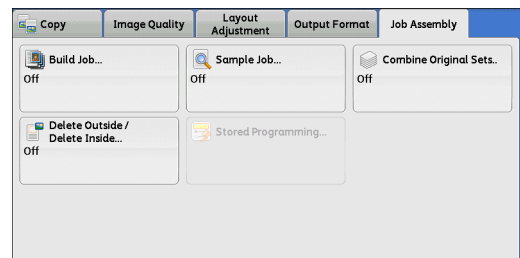 Copy
Image Quality
Layout
Adjustment
Output Format
Job Assembly
Build Job...
Off
Sample Job...
Off
Combine Original Sets..
Off
Delete Outside /
Delete Inside...
Off
Stored Programming...